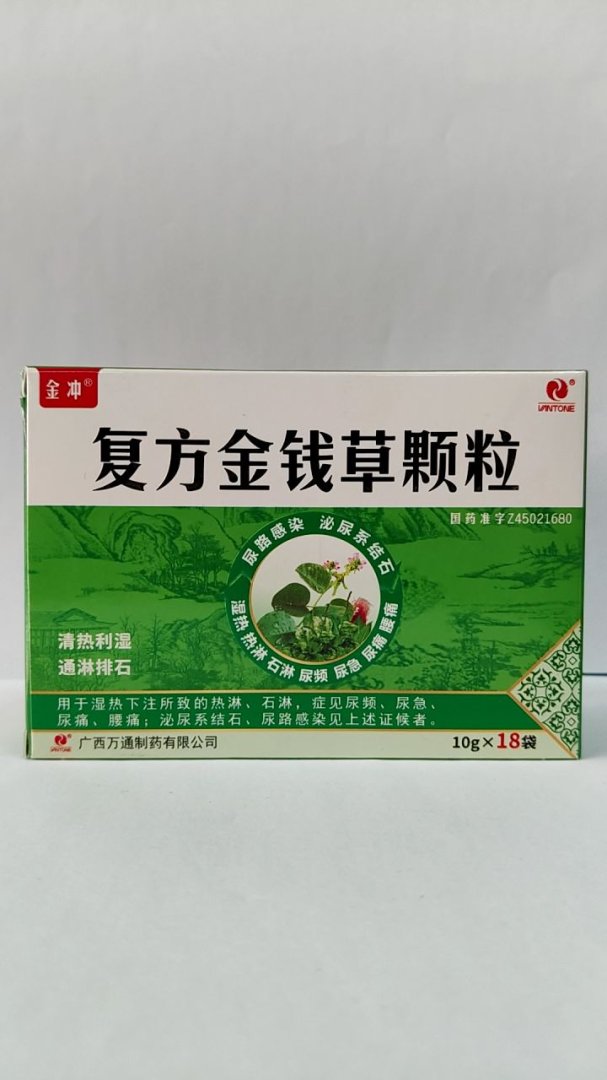 金冲®
VANTONE®
复方金钱草颗粒
国药准字Z45021680
尿路感染 泌尿系结石
湿热 热淋 石淋 尿频 尿急 尿痛 腰痛
清热利湿
通淋排石
用于湿热下注所致的热淋、石淋,症见尿频、尿急、
尿痛、腰痛;泌尿系结石、尿路感染见上述证候者。
VANTONE 广西万通制药有限公司
10g×18袋